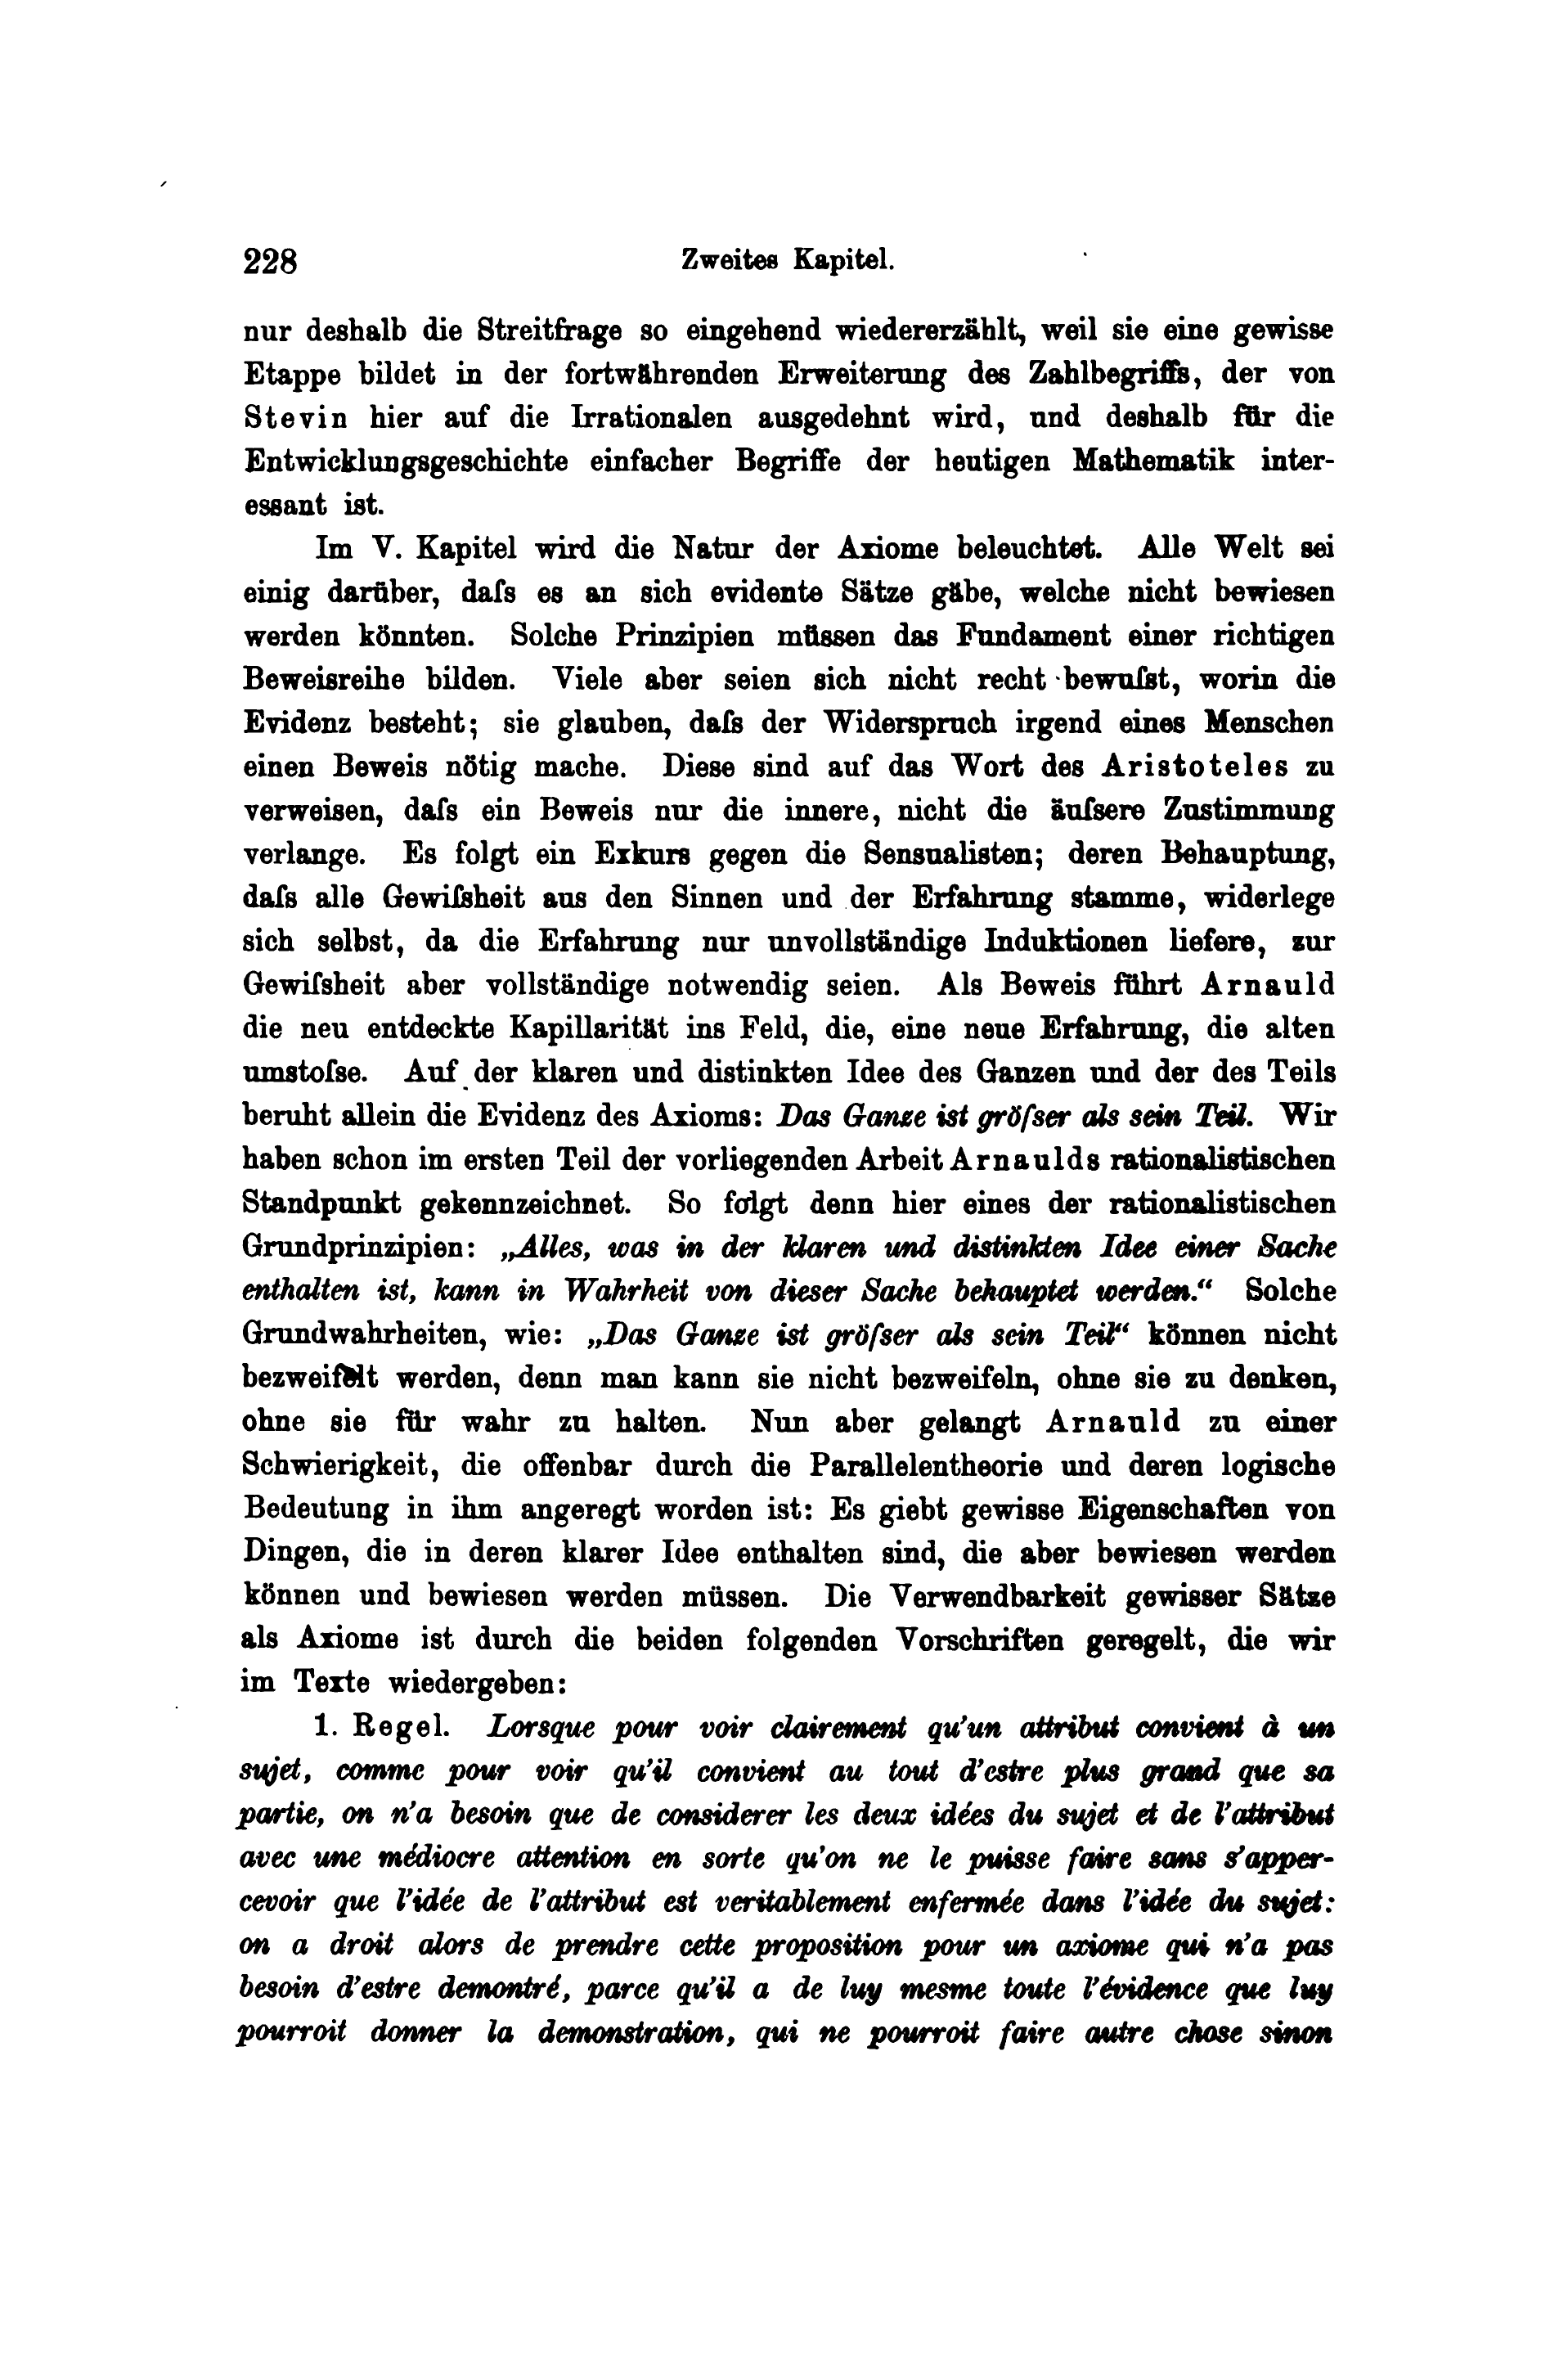 228 Zweites Kapitel.
nur deshalb die Streitfrage so eingehend wiedererzählt, weil sie eine gewisse
Etappe bildet in der fortwährenden Erweiterung des Zahlbegriffs, der von
Stevin hier auf die Irrationalen ausgedehnt wird, und deshalb für die
Entwicklungsgeschichte einfacher Begriffe der heutigen Mathematik inter-
essant ist.
Im V. Kapitel wird die Natur der Axiome beleuchtet. Alle Welt sei
einig darüber, daſs es an sich evidente Sätze gäbe, welche nicht bewiesen
werden könnten. Solche Prinzipien müssen das Fundament einer richtigen
Beweisreihe bilden. Viele aber seien sich nicht recht bewuſst, worin die
Evidenz besteht; sie glauben, daſs der Widerspruch irgend eines Menschen
einen Beweis nötig mache. Diese sind auf das Wort des Aristoteles zu
verweisen, daſs ein Beweis nur die innere, nicht die äuſsere Zustimmung
verlange. Es folgt ein Exkurs gegen die Sensualisten; deren Behauptung,
daſs alle Gewiſsheit aus den Sinnen und der Erfahrung stamme, widerlege
sich selbst, da die Erfahrung nur unvollständige Induktionen liefere, zur
Gewiſsheit aber vollständige notwendig seien. Als Beweis führt Arnauld
die neu entdeckte Kapillarität ins Feld, die, eine neue Erfahrung, die alten
umstoſse. Auf der klaren und distinkten Idee des Ganzen und der des Teils
beruht allein die Evidenz des Axioms: Das Ganze ist gröſser als sein Teil. Wir
haben schon im ersten Teil der vorliegenden Arbeit Arnaulds rationalistischen
Standpunkt gekennzeichnet. So folgt denn hier eines der rationalistischen
Grundprinzipien: „Alles, was in der klaren und distinkten Idee einer Sache
enthalten ist, kann in Wahrheit von dieser Sache behauptet werden.“ Solche
Grundwahrheiten, wie: „Das Ganze ist gröſser als sein Teil“ können nicht
bezweifelt werden, denn man kann sie nicht bezweifeln, ohne sie zu denken,
ohne sie für wahr zu halten. Nun aber gelangt Arnauld zu einer
Schwierigkeit, die offenbar durch die Parallelentheorie und deren logische
Bedeutung in ihm angeregt worden ist: Es giebt gewisse Eigenschaften von
Dingen, die in deren klarer Idee enthalten sind, die aber bewiesen werden
können und bewiesen werden müssen. Die Verwendbarkeit gewisser Sätze
als Axiome ist durch die beiden folgenden Vorschriften geregelt, die wir
im Texte wiedergeben:
1. Regel. Lorsque pour voir clairement qu'un attribut convient à un
sujet, comme pour voir qu'il convient au tout d'estre plus grand que sa
partie, on n'a besoin que de considerer les deux idées du sujet et de l'attribut
avec une médiocre attention en sorte qu'on ne le puisse faire sans s'apper-
cevoir que l'idée de l'attribut est veritablement enfermée dans l'idée du sujet:
on a droit alors de prendre cette proposition pour un axiome qui n'a pas
besoin d'estre demontré, parce qu'il a de luy mesme toute l'évidence que luy
pourroit donner la demonstration, qui ne pourroit faire autre chose sinon